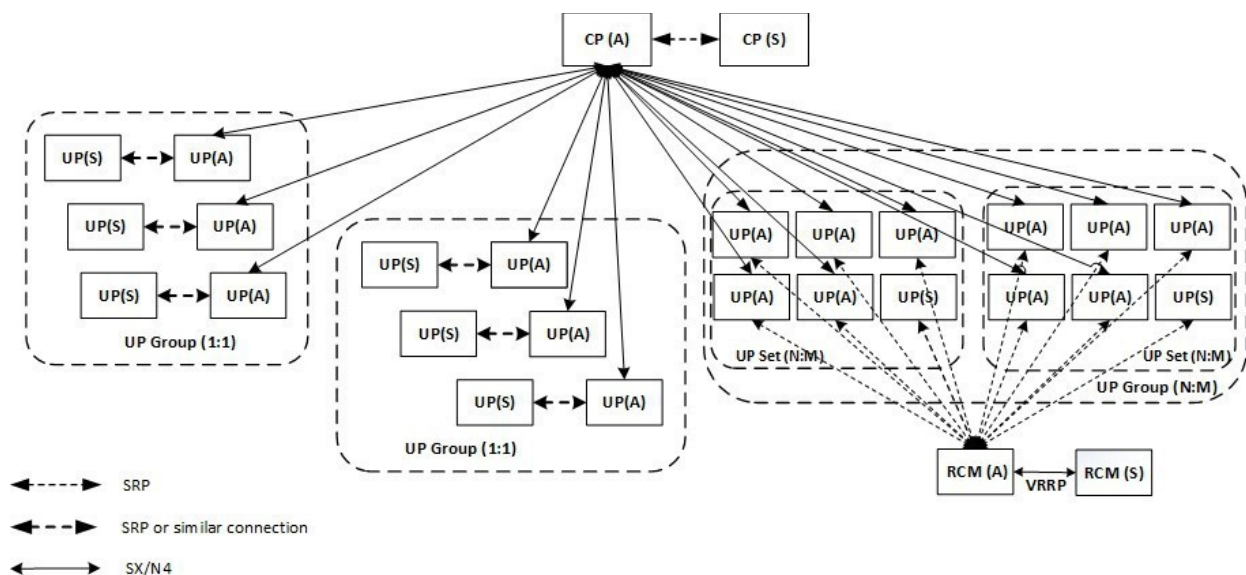 CP (A)
CP (S)
UP(S)
UP(A)
UP(S)
UP(A)
UP(S)
UP(A)
UP Group (1:1)
UP(S)
UP(A)
UP(S)
UP(A)
UP(S)
UP(A)
UP Group (1:1)
UP(A)
UP(A)
UP(A)
UP(A)
UP(A)
UP(S)
UP Set (N:M)
UP(A)
UP(A)
UP(A)
UP(A)
UP(A)
UP(S)
UP Set (N:M)
UP Group (N:M)
RCM (A)
VRRP
RCM (S)
SRP
SRP or similar connection
SX/N4